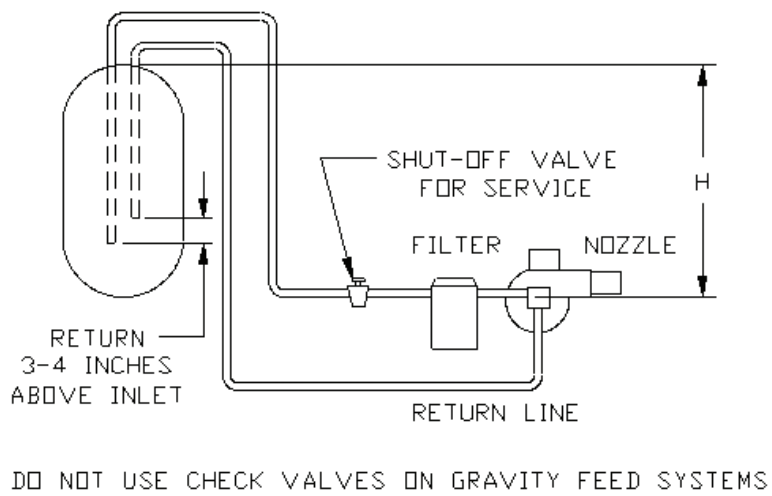 SHUT-OFF VALVE
FOR SERVICE
H
FILTER
NOZZLE
RETURN
3-4 INCHES
ABOVE INLET
RETURN LINE
DO NOT USE CHECK VALVES ON GRAVITY FEED SYSTEMS